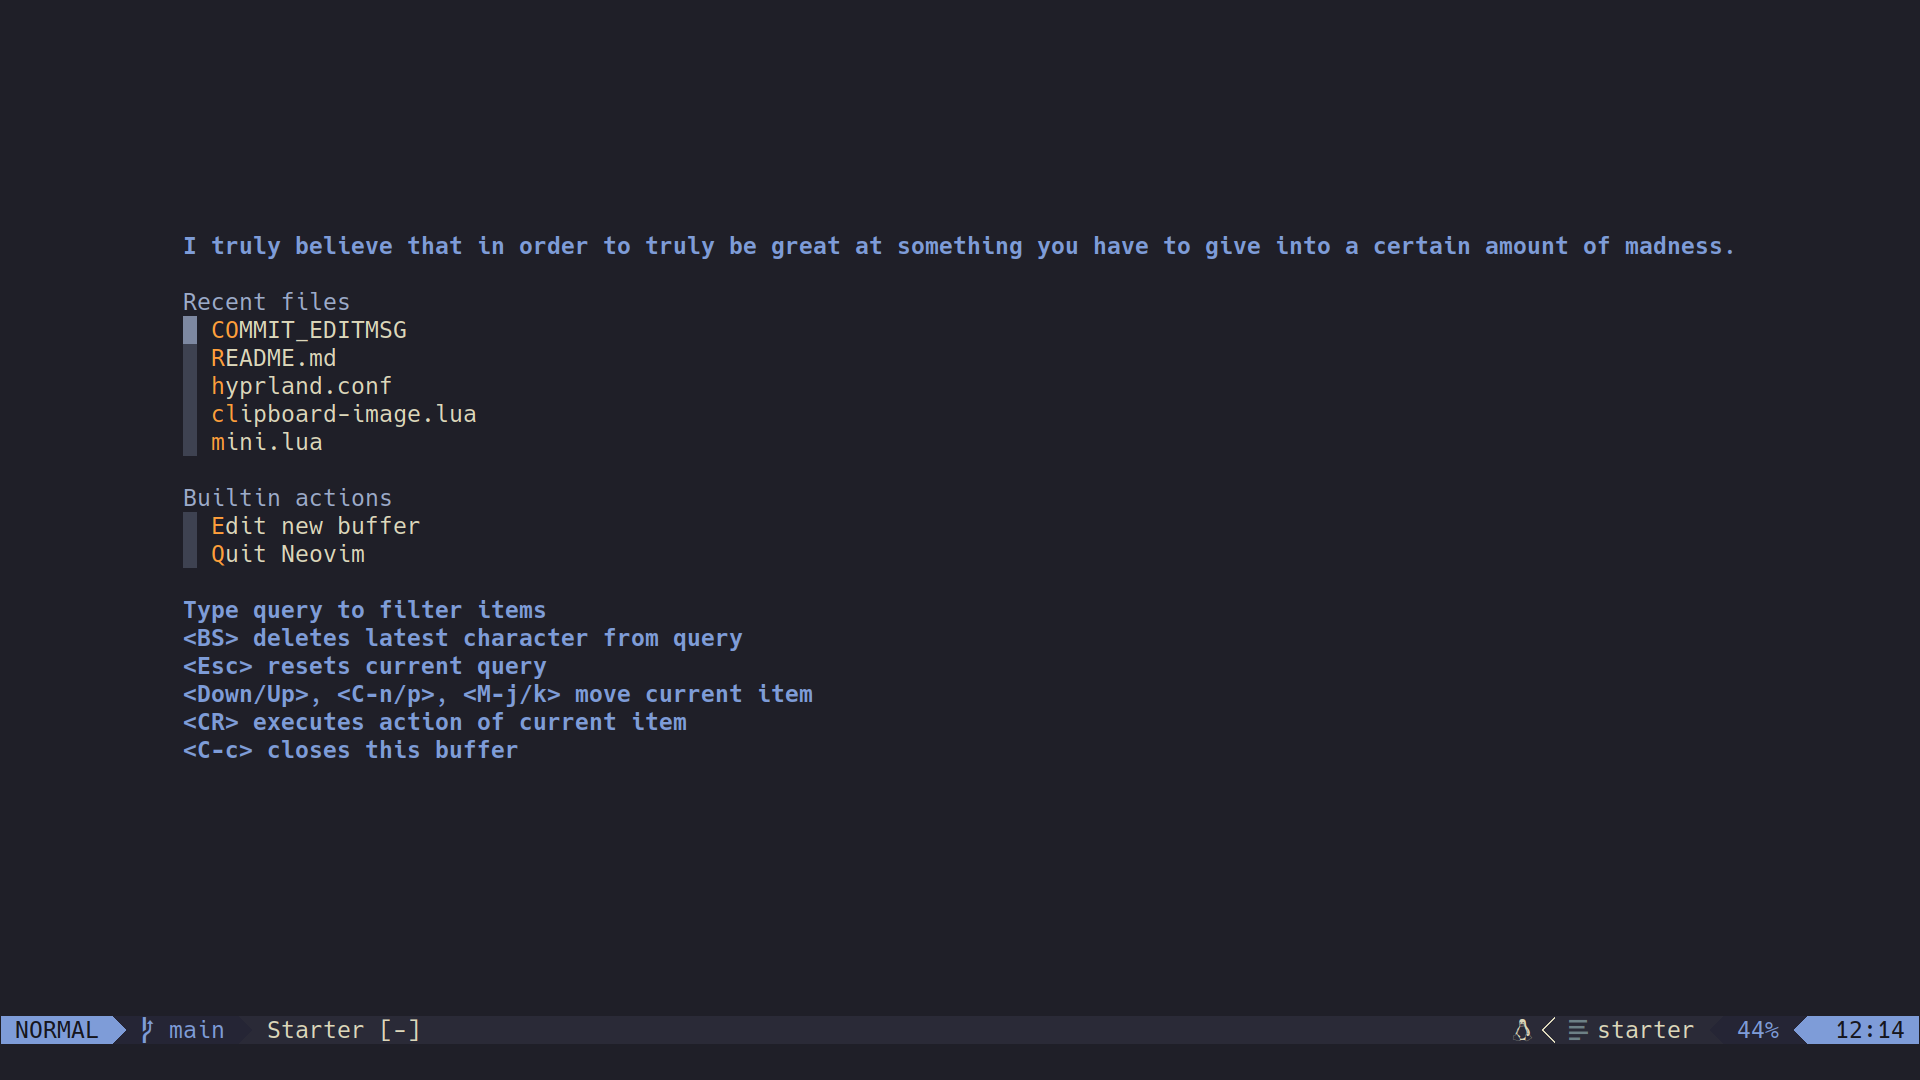 I truly believe that in order to truly be great at something you have to give into a certain amount of madness.
Recent files
COMMIT_EDITMSG
README.md
hyprland.conf
clipboard-image.lua
mini.lua
Builtin actions
Edit new buffer
Quit Neovim
Type query to filter items
<BS> deletes latest character from query
<Esc> resets current query
<Down/Up>, <C-n/p>, <M-j/k> move current item
<CR> executes action of current item
<C-c> closes this buffer
NORMAL main Starter [-] starter 44% 12:14